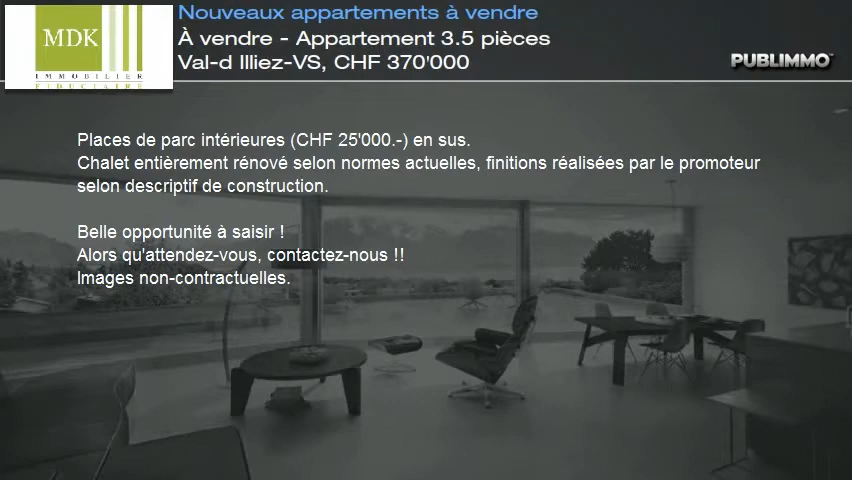 MDK
IMMOBILIER
FIDUCIAIRE
Nouveaux appartements à vendre
À vendre - Appartement 3.5 pièces
Val-d Illiez-VS, CHF 370'000
PUBLIMMO
Places de parc intérieures (CHF 25'000.-) en sus.
Chalet entièrement rénové selon normes actuelles, finitions réalisées par le promoteur
selon descriptif de construction.
Belle opportunité à saisir !
Alors qu'attendez-vous, contactez-nous !!
Images non-contractuelles.